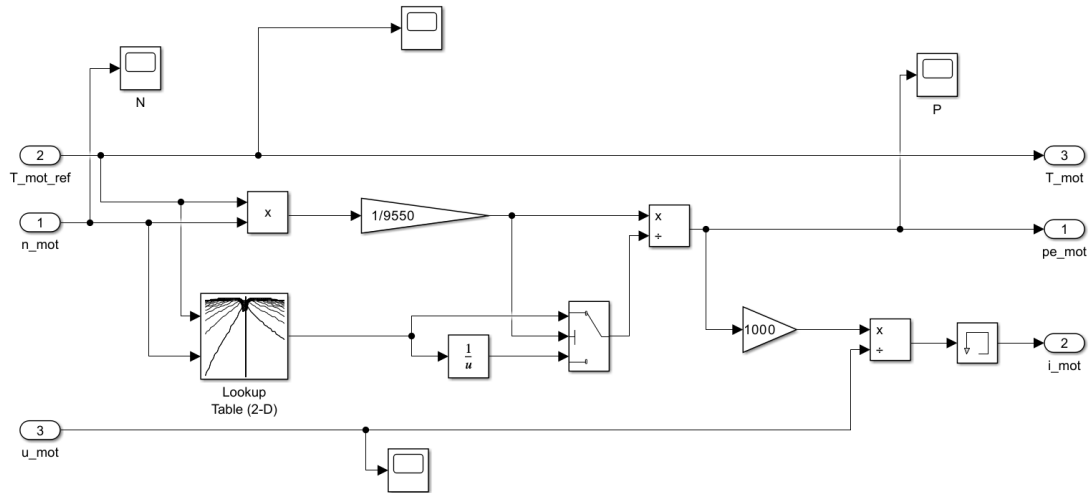 N
P
2
T_mot_ref
3
T_mot
x
1/9550
x
÷
1
n_mot
1
pe_mot
1
u
1000
x
÷
2
i_mot
Lookup
Table (2-D)
3
u_mot